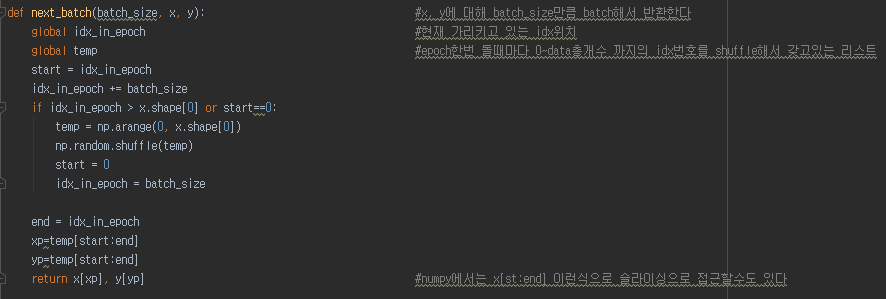 def next_batch(batch_size, x, y): #x, y에 대해 batch_size만큼 batch해서 반환한다
    global idx_in_epoch #현재 가리키고 있는 idx위치
    global temp #epoch한번 돌때마다 0~data총개수 까지의 idx번호를 shuffle해서 갖고있는 리스트
    start = idx_in_epoch
    idx_in_epoch += batch_size
    if idx_in_epoch > x.shape[0] or start==0:
        temp = np.arange(0, x.shape[0])
        np.random.shuffle(temp)
        start = 0
        idx_in_epoch = batch_size
    end = idx_in_epoch
    xp=temp[start:end]
    yp=temp[start:end]
    return x[xp], y[yp] #numpy에서는 x[st:end] 이런식으로 슬라이싱으로 접근할수도 있다